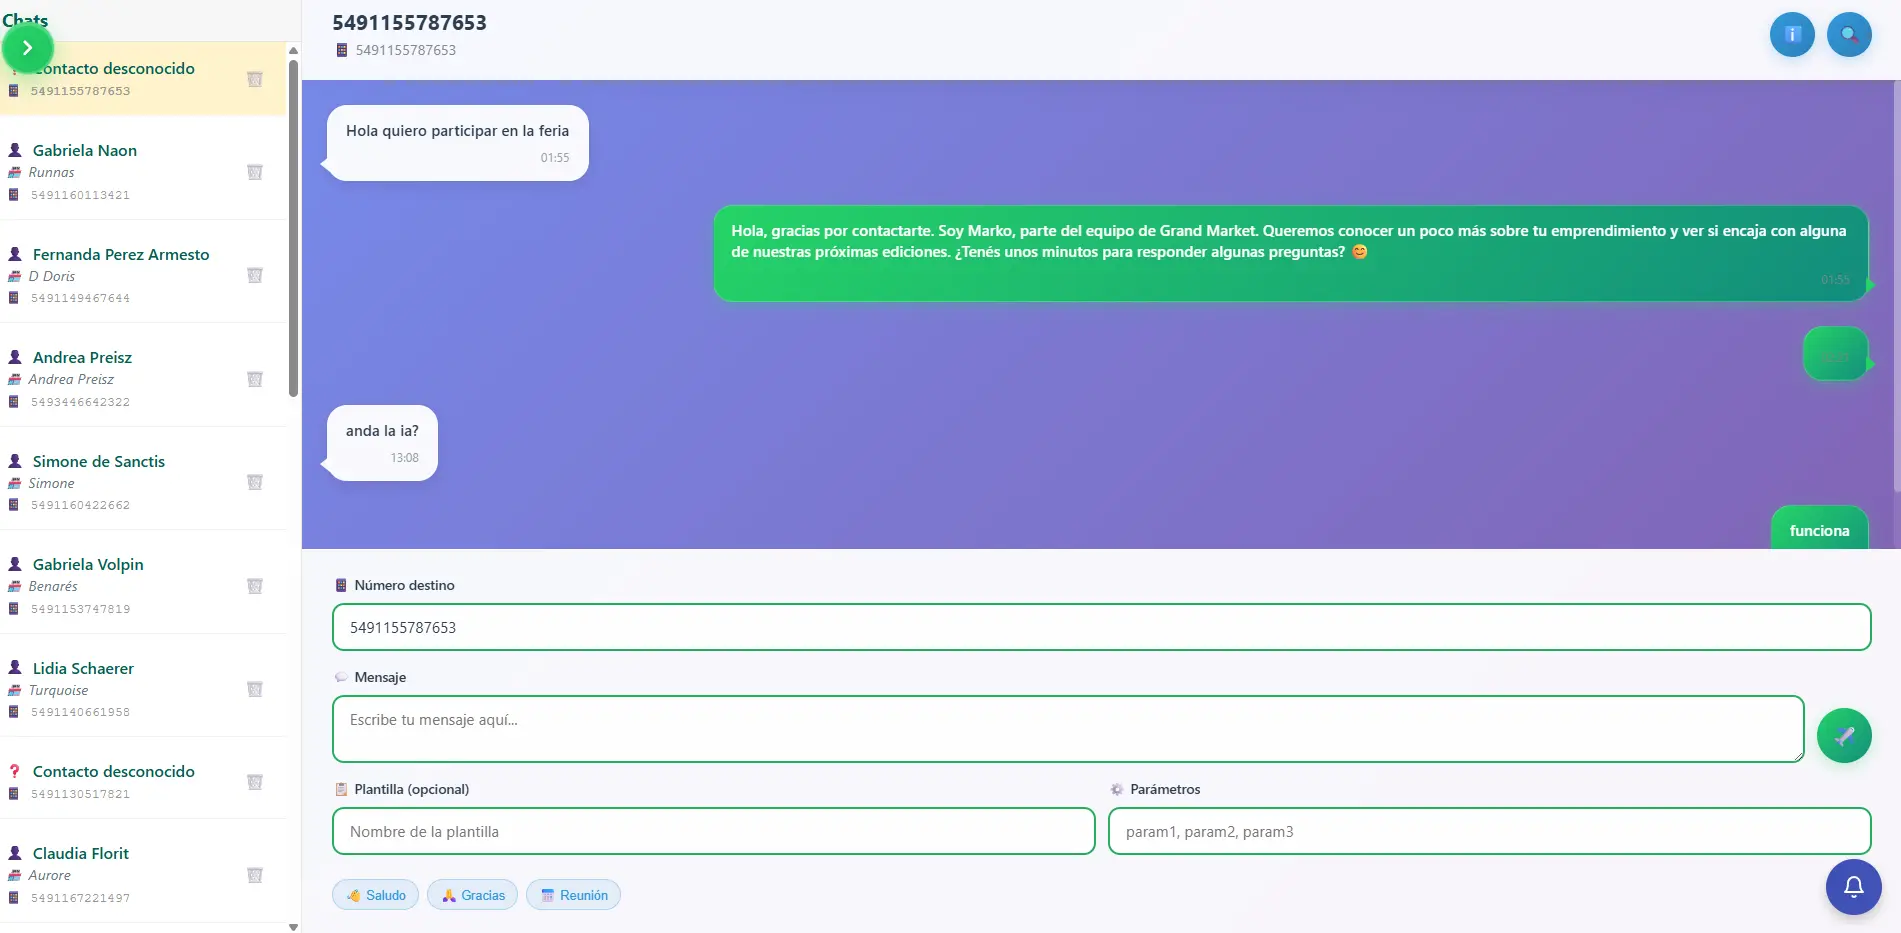 Chats
Contacto desconocido
5491155787653
Gabriela Naon
Runnas
5491160113421
Fernanda Perez Armesto
D Doris
5491149467644
Andrea Preisz
Andrea Preisz
5493446642322
Simone de Sanctis
Simone
5491160422662
Gabriela Volpin
Benarés
5491153747819
Lidia Schaerer
Turquoise
5491140661958
Contacto desconocido
5491130517821
Claudia Florit
Aurore
5491167221497
5491155787653
5491155787653
Hola quiero participar en la feria
01:55
Hola, gracias por contactarte. Soy Marko, parte del equipo de Grand Market. Queremos conocer un poco más sobre tu emprendimiento y ver si encaja con alguna
de nuestras próximas ediciones. ¿Tenés unos minutos para responder algunas preguntas? 😊
01:55
anda la ia?
13:08
funciona
Número destino
5491155787653
Mensaje
Escribe tu mensaje aquí...
Plantilla (opcional)
Nombre de la plantilla
Parámetros
param1, param2, param3
Saludo
Gracias
Reunión